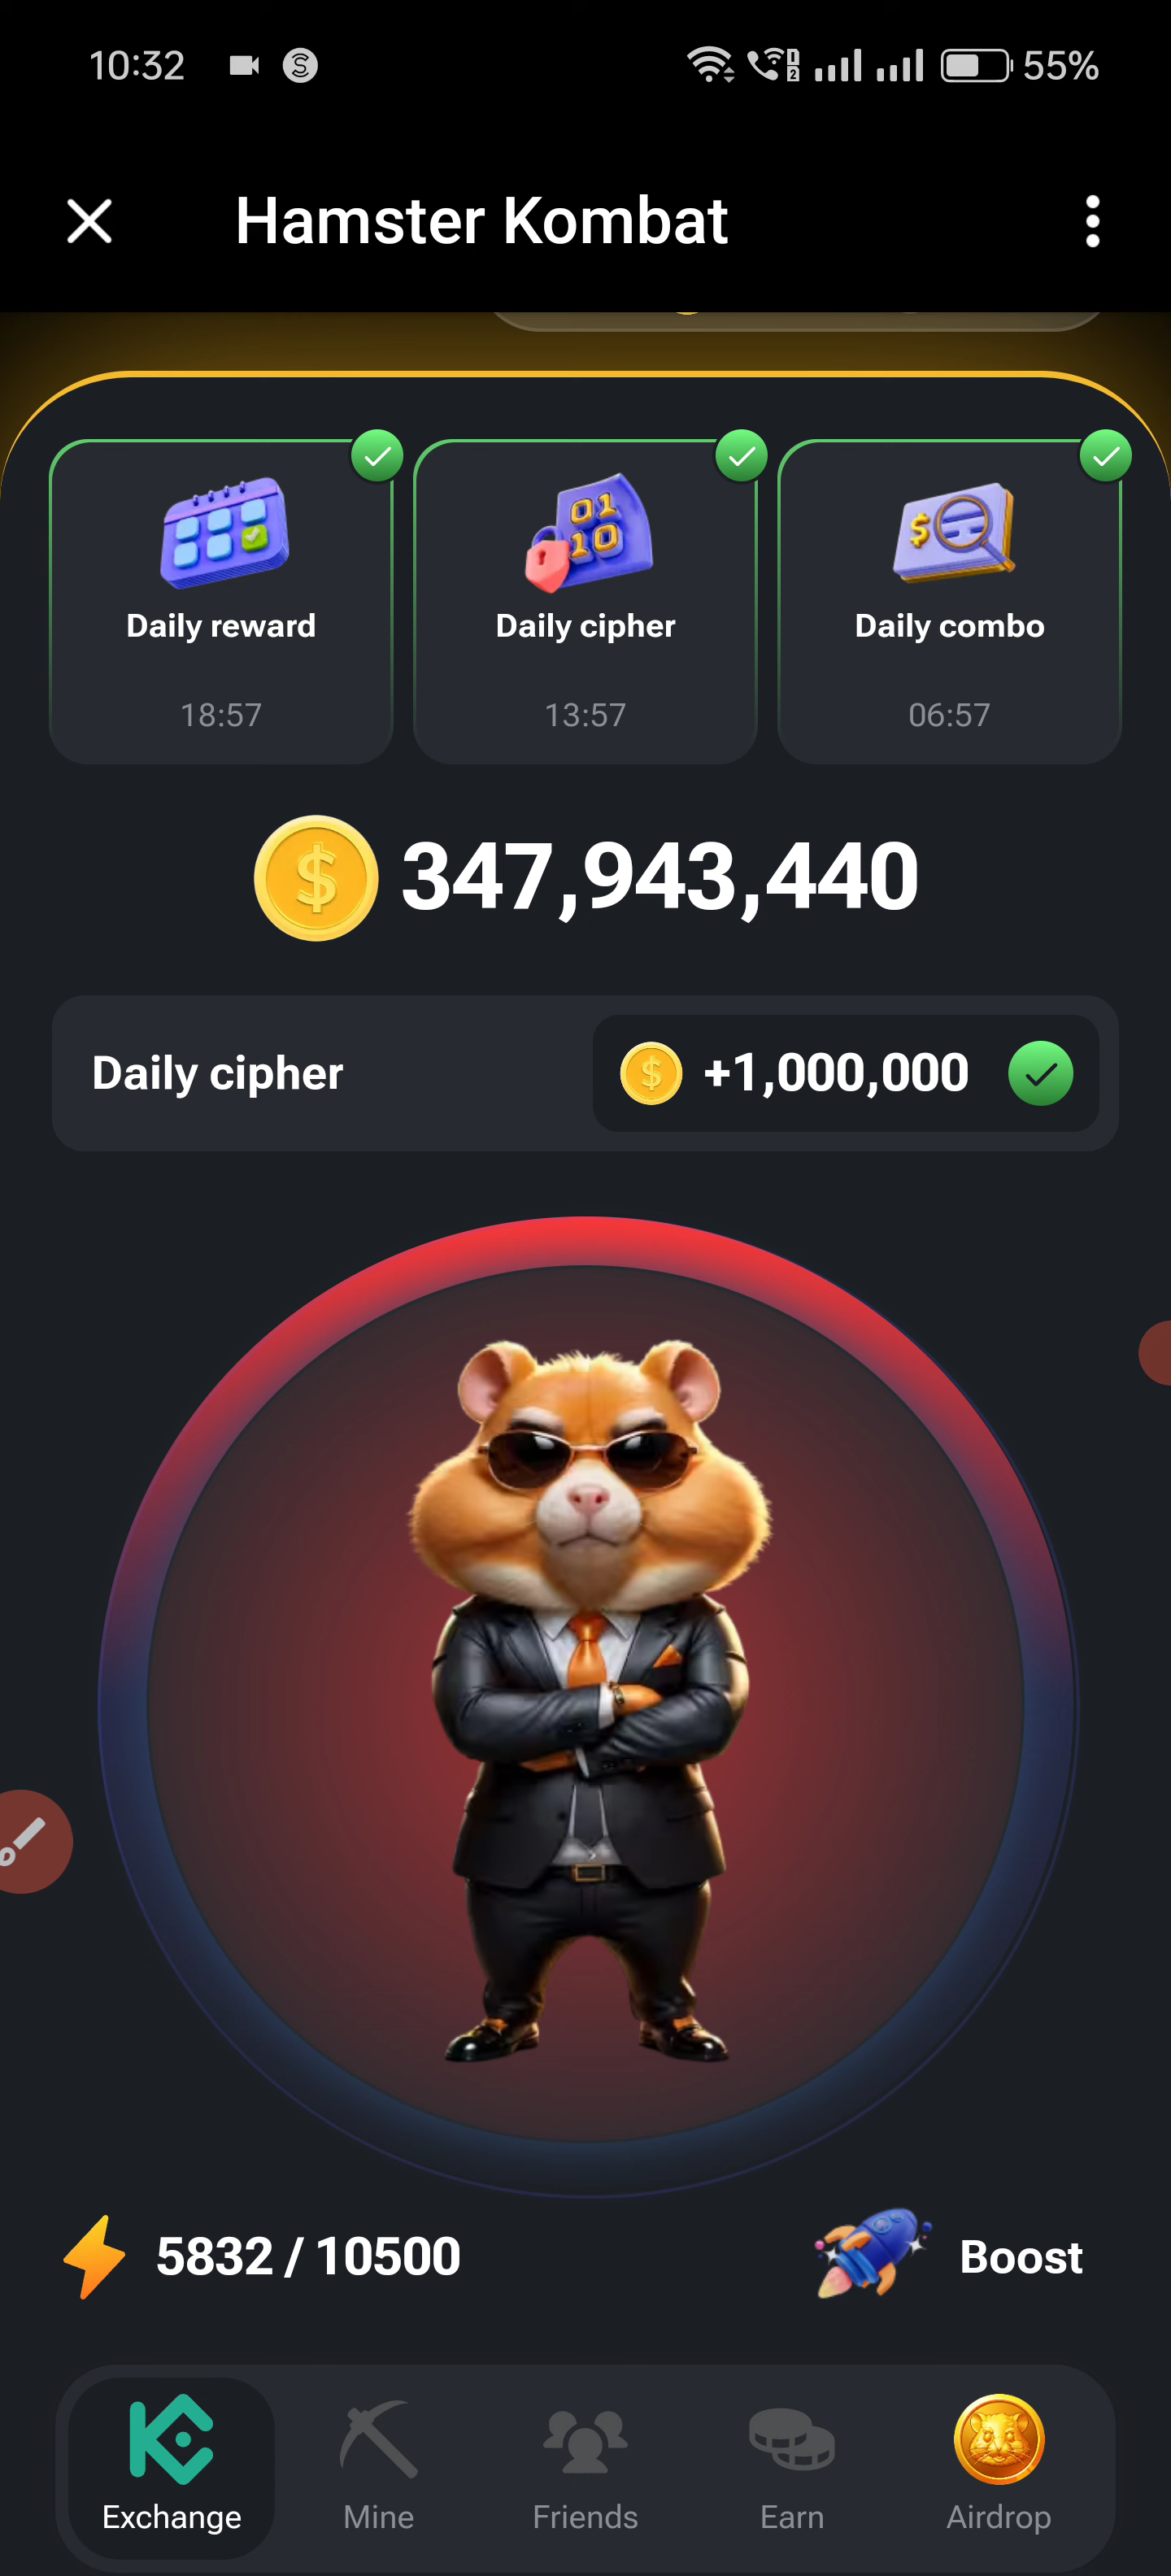 10:32 55%
Hamster Kombat
Daily reward Daily cipher Daily combo
18:57 13:57 06:57
347,943,440
Daily cipher +1,000,000
5832 / 10500 Boost
Exchange Mine Friends Earn Airdrop